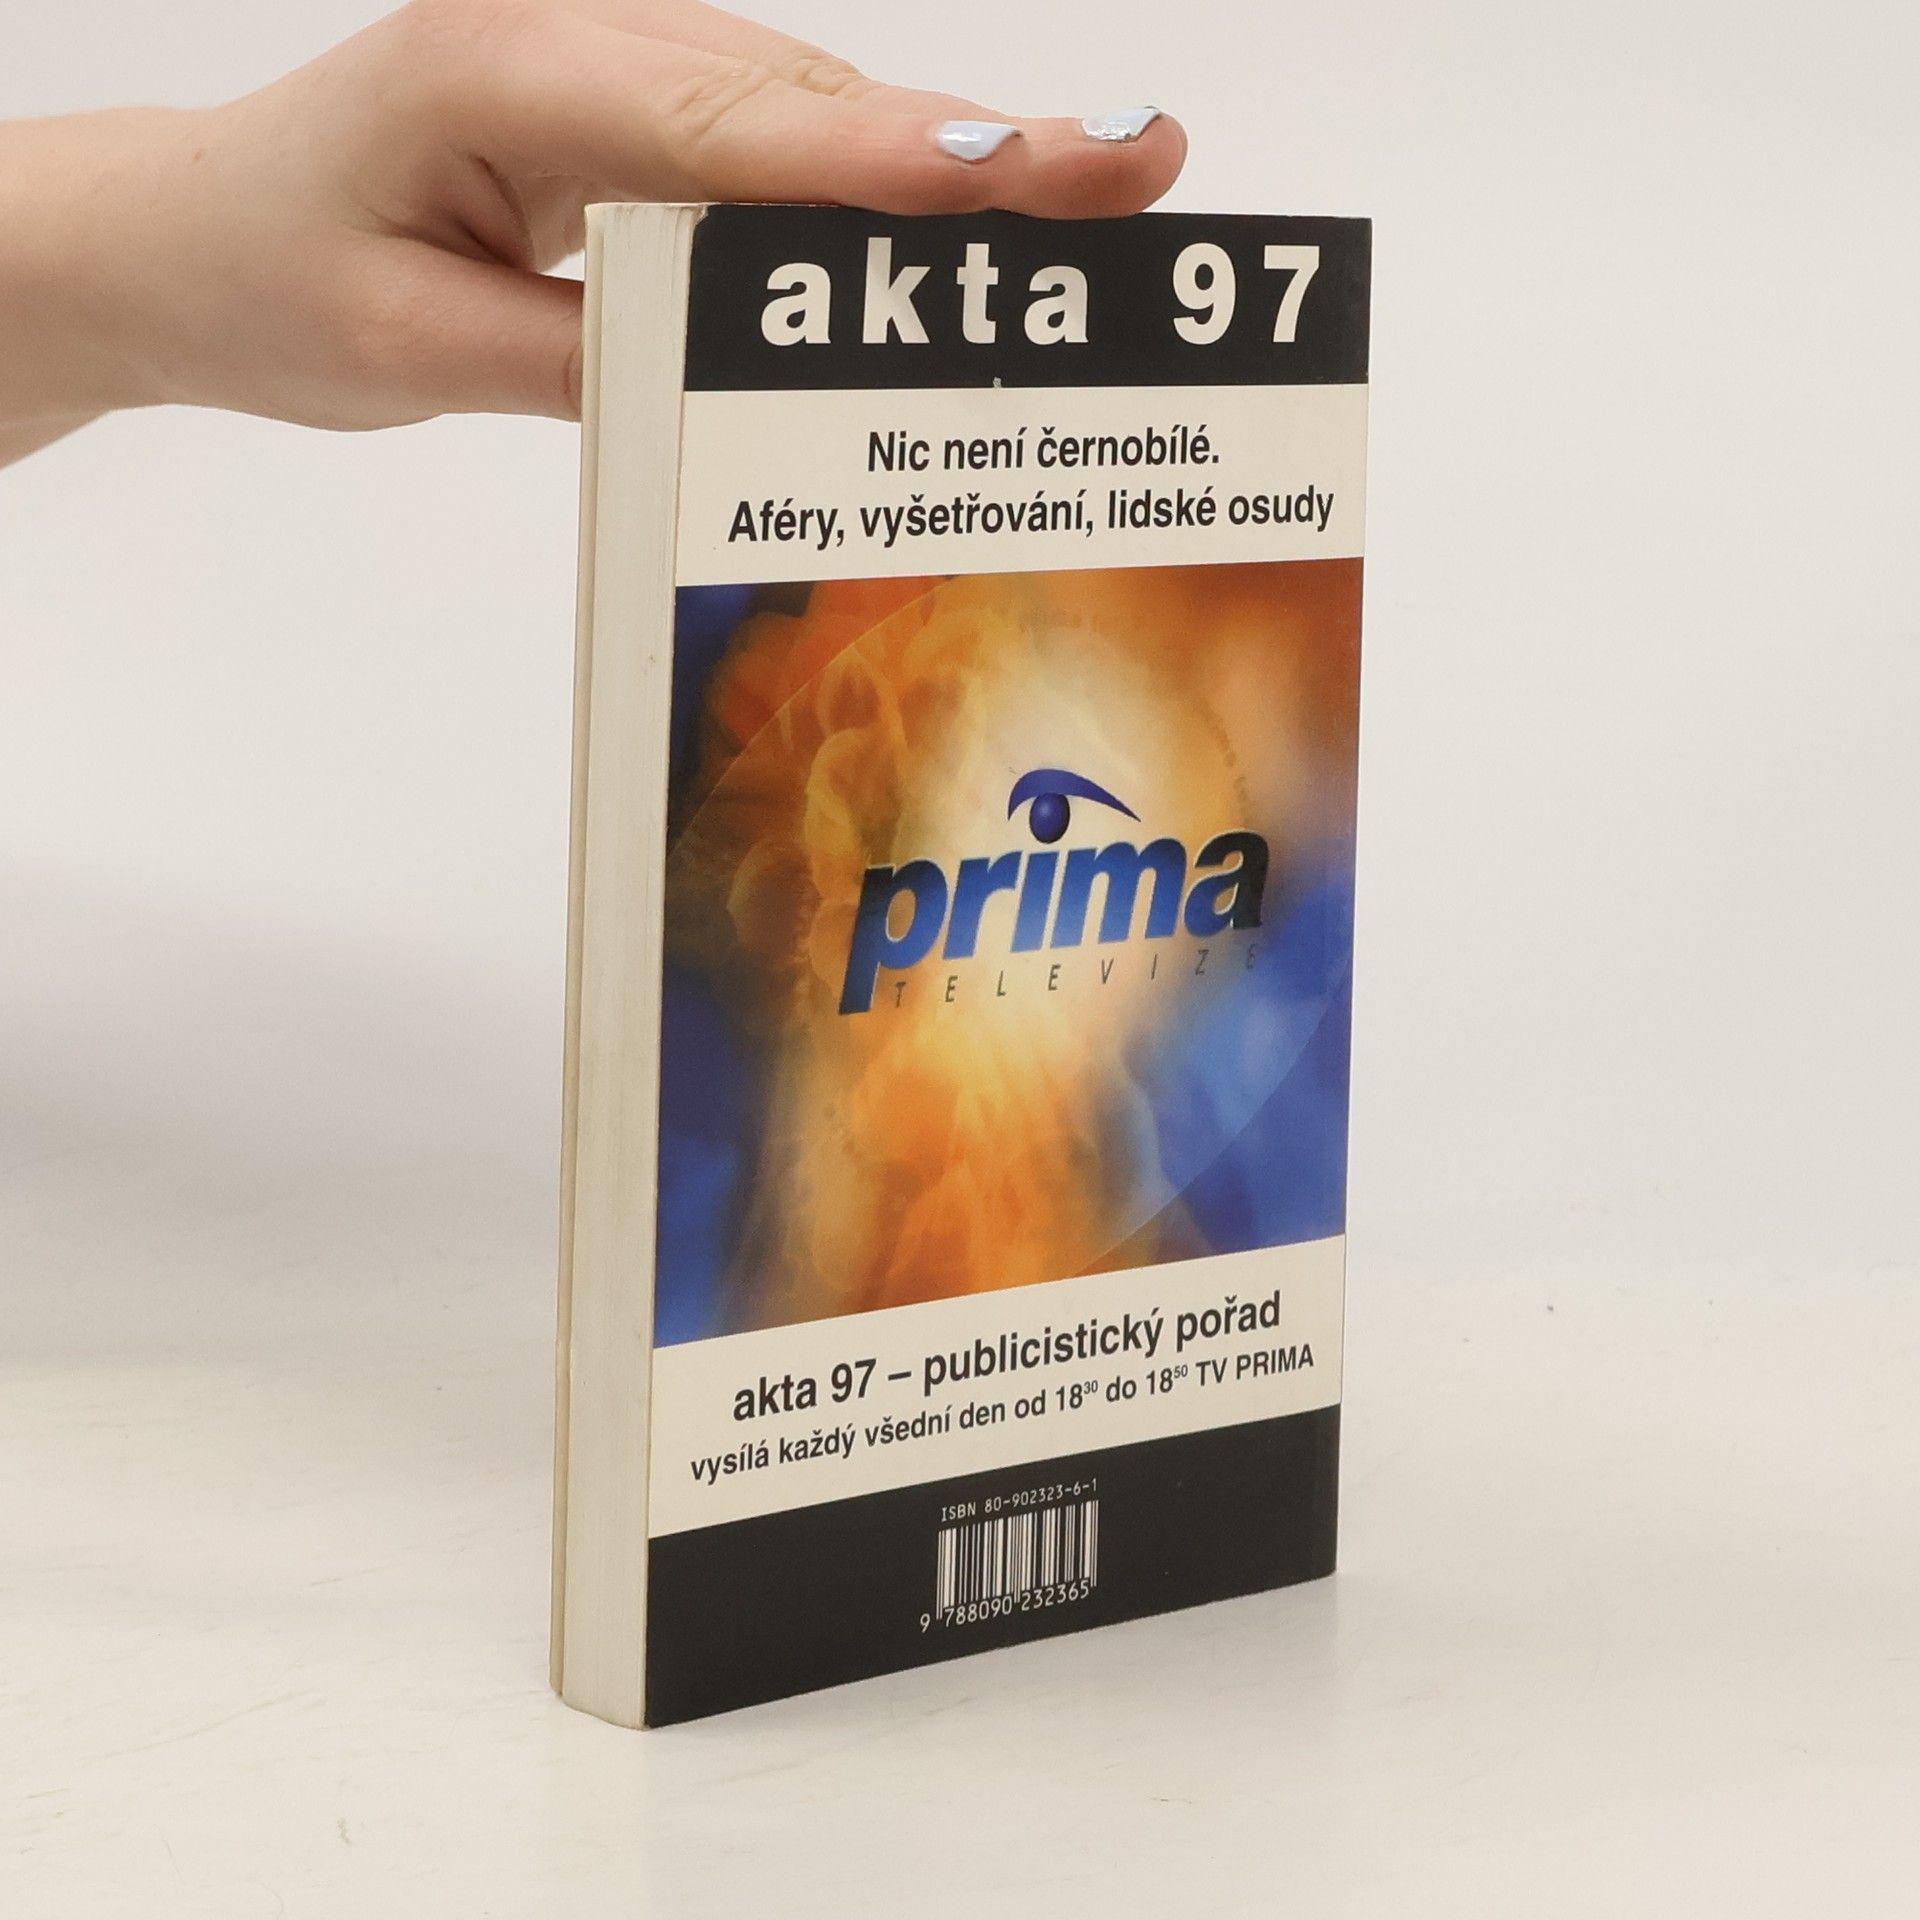 akta 97
Nic není černobílé.
Aféry, vyšetřování, lidské osudy
prima
TELEVIZE
akta 97 – publicistický pořad
vysílá každý všední den od 18³⁰ do 18⁵⁰ TV PRIMA
ISBN 80-902323-6-1
9 788090 232365